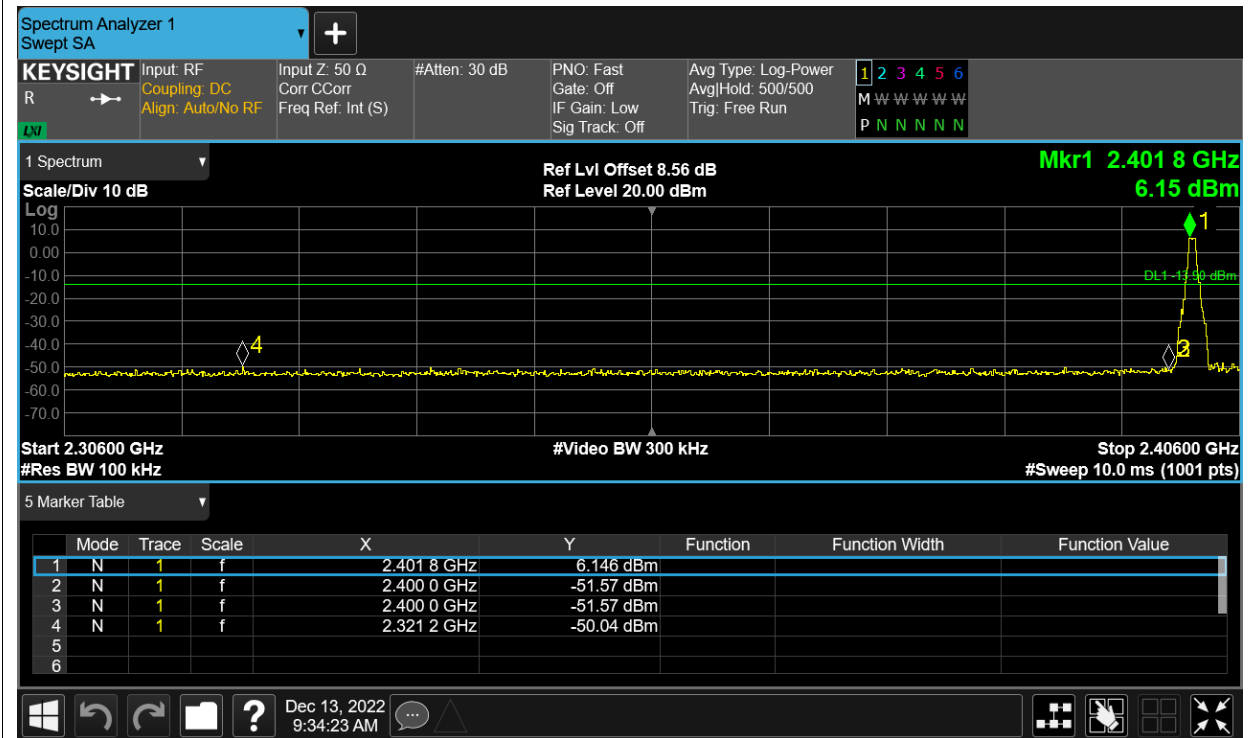 Spectrum Analyzer 1
Swept SA
+
KEYSIGHT
R
LXI
Input: RF
Coupling: DC
Align: Auto/No RF
Input Z: 50 Ω
Corr CCorr
Freq Ref: Int (S)
#Atten: 30 dB
PNO: Fast
Gate: Off
IF Gain: Low
Sig Track: Off
Avg Type: Log-Power
Avg|Hold: 500/500
Trig: Free Run
1 2 3 4 5 6
M W W W W W
P N N N N N
1 Spectrum
Scale/Div 10 dB
Ref Lvl Offset 8.56 dB
Ref Level 20.00 dBm
Mkr1 2.401 8 GHz
6.15 dBm
Log
10.0
0.00
-10.0
-20.0
-30.0
-40.0
-50.0
-60.0
-70.0
1
DL1 -13.90 dBm
4
Start 2.30600 GHz
#Res BW 100 kHz
#Video BW 300 kHz
Stop 2.40600 GHz
#Sweep 10.0 ms (1001 pts)
5 Marker Table
Mode Trace Scale X Y Function Function Width Function Value
1 N 1 f 2.401 8 GHz 6.146 dBm
2 N 1 f 2.400 0 GHz -51.57 dBm
3 N 1 f 2.400 0 GHz -51.57 dBm
4 N 1 f 2.321 2 GHz -50.04 dBm
5
6
?
Dec 13, 2022
9:34:23 AM